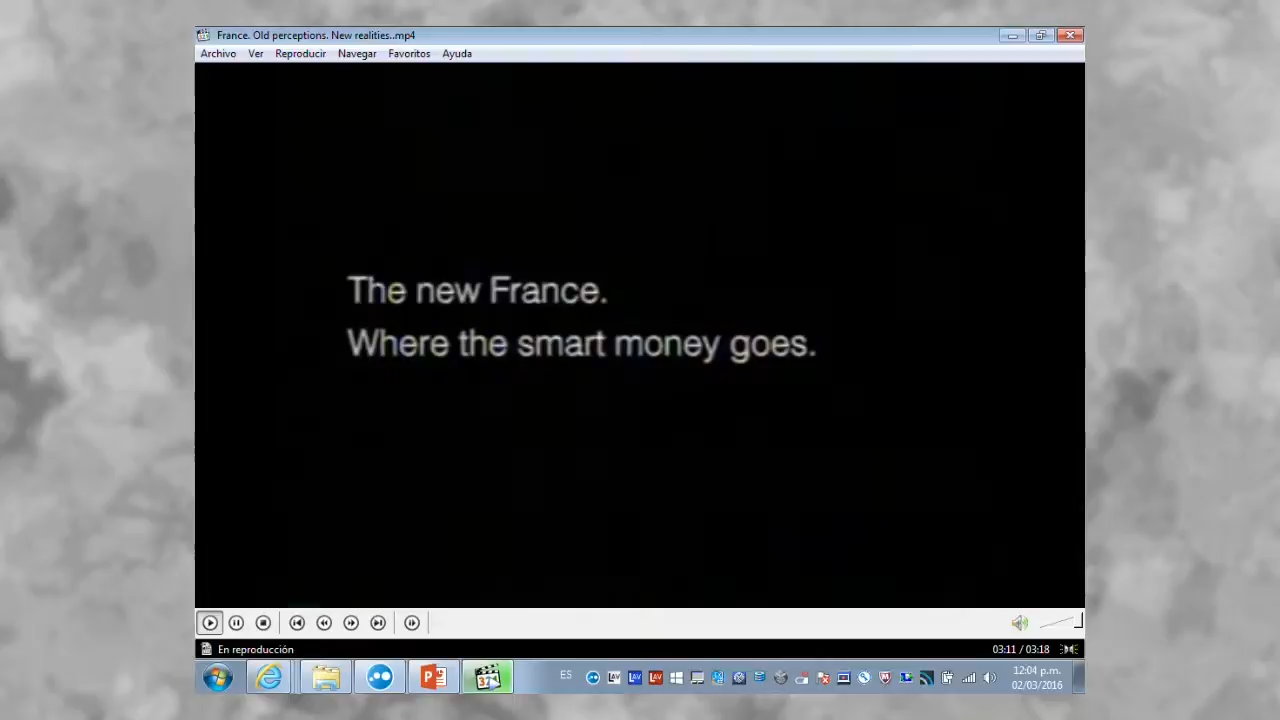 France. Old perceptions. New realities..mp4
Archivo Ver Reproducir Navegar Favoritos Ayuda
The new France.
Where the smart money goes.
En reproducción
03:11 / 03:18
ES
12:04 p.m.
02/03/2016